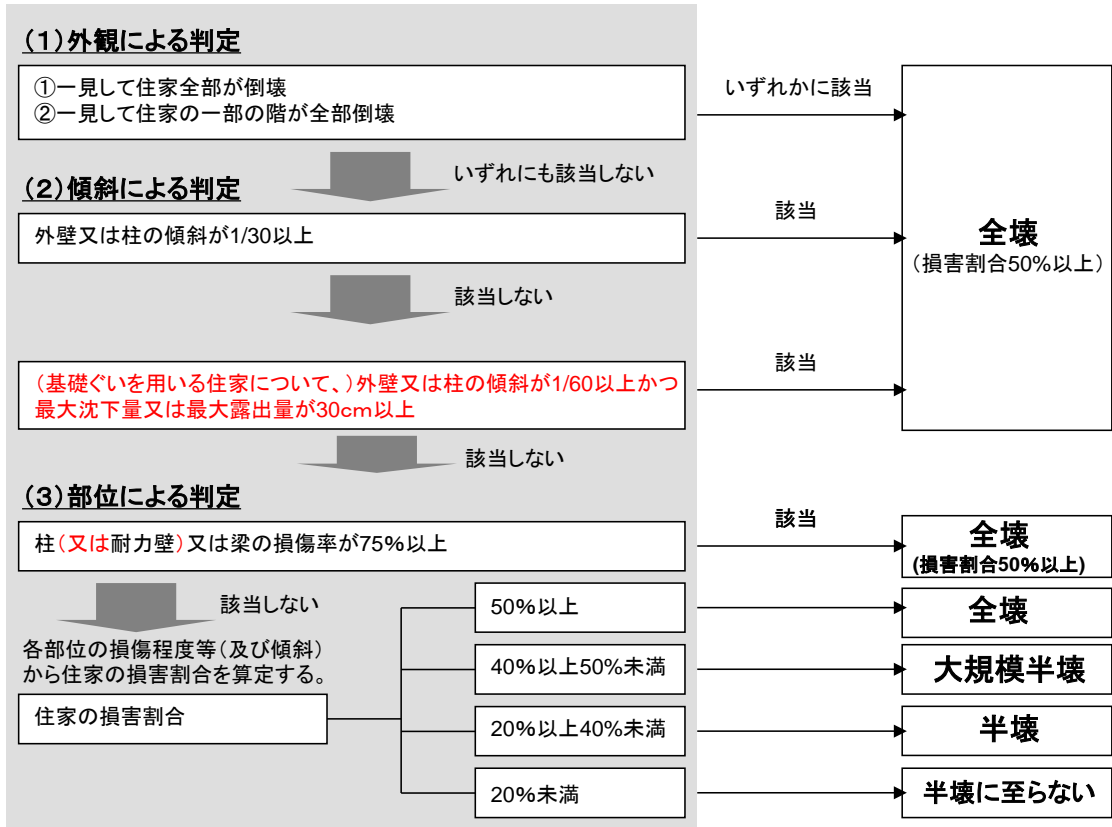 (１)外観による判定
①一見して住家全部が倒壊
②一見して住家の一部の階が全部倒壊
いずれかに該当
いずれにも該当しない
(２)傾斜による判定
外壁又は柱の傾斜が1/30以上
該当
全壊
(損害割合50%以上)
該当しない
(基礎ぐいを用いる住家について、)外壁又は柱の傾斜が1/60以上かつ
最大沈下量又は最大露出量が30cm以上
該当
該当しない
(３)部位による判定
柱(又は耐力壁)又は梁の損傷率が75%以上
該当
全壊
(損害割合50%以上)
該当しない
各部位の損傷程度等(及び傾斜)
から住家の損害割合を算定する。
住家の損害割合
50%以上
全壊
40%以上50%未満
大規模半壊
20%以上40%未満
半壊
20%未満
半壊に至らない